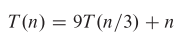 T(n) = 9T(n/3) + n